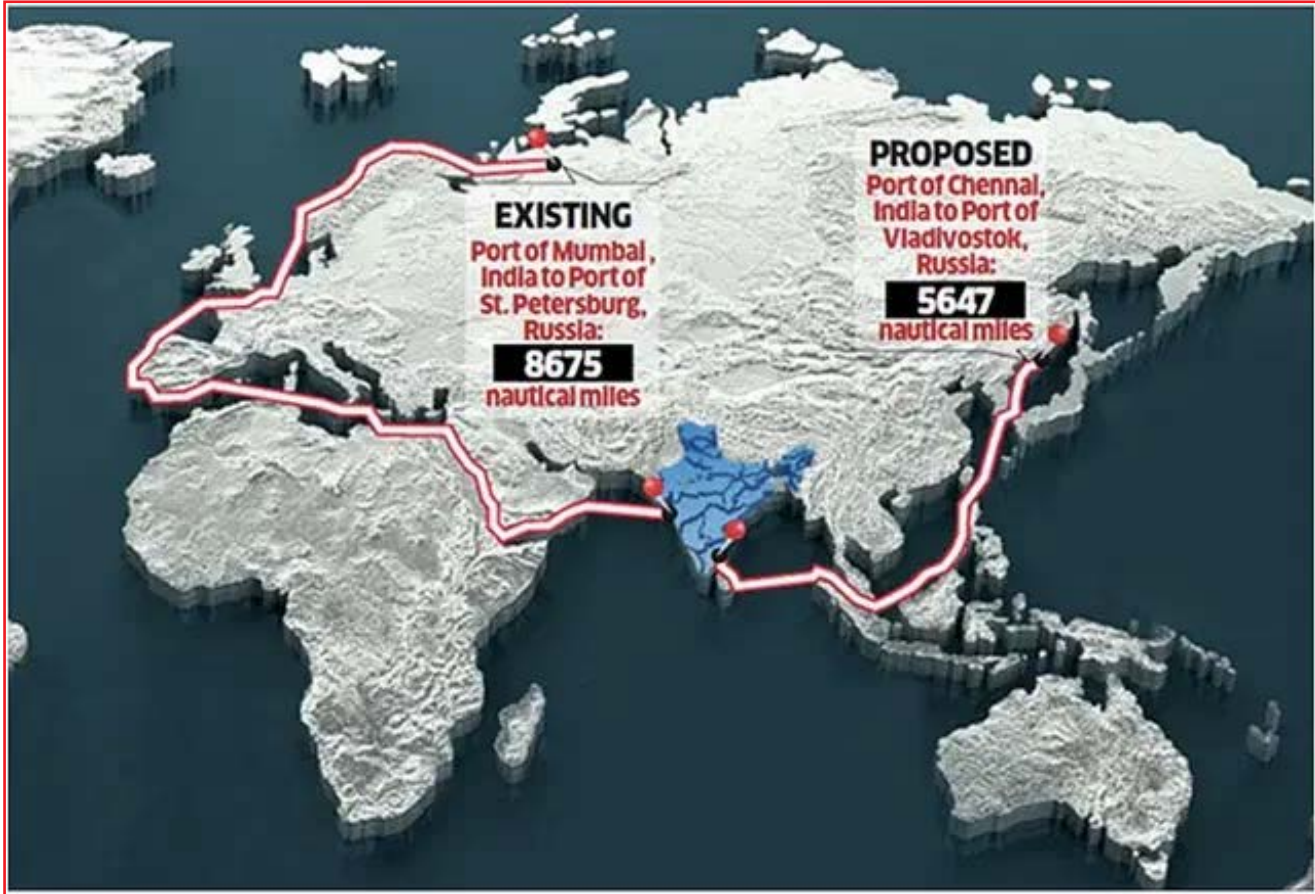 EXISTING
Port of Mumbai,
India to Port of
St. Petersburg,
Russia:
8675
nautical miles
PROPOSED
Port of Chennai,
India to Port of
Vladivostok,
Russia:
5647
nautical miles